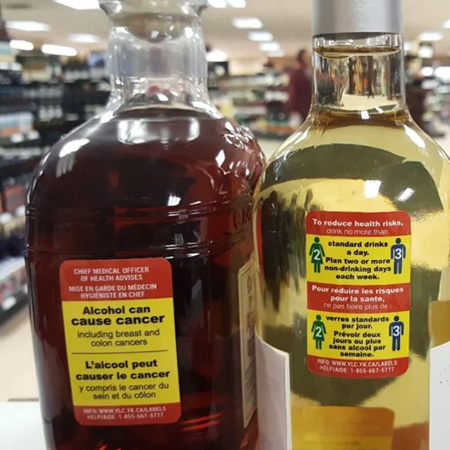 CHIEF MEDICAL OFFICER
OF HEALTH ADVISES
MISE EN GARDE DU MÉDECIN
HYGIÉNISTE EN CHEF
Alcohol can
cause cancer
including breast and
colon cancers
L'alcool peut
causer le cancer
y compris le cancer du
sein et du côlon
INFO: WWW.YLC.YK.CA/LABELS
HELP/AIDE: 1-855-667-5777
To reduce health risks,
drink no more than
2 standard drinks 3
a day.
Plan two or more
non-drinking days
each week.
Pour réduire les risques
pour la santé,
ne pas boire plus de :
2 verres standards 3
par jour.
Prévoir deux
jours ou plus
sans alcool par
semaine.
INFO: WWW.YLC.YK.CA/LABELS
HELP/AIDE: 1-855-667-5777